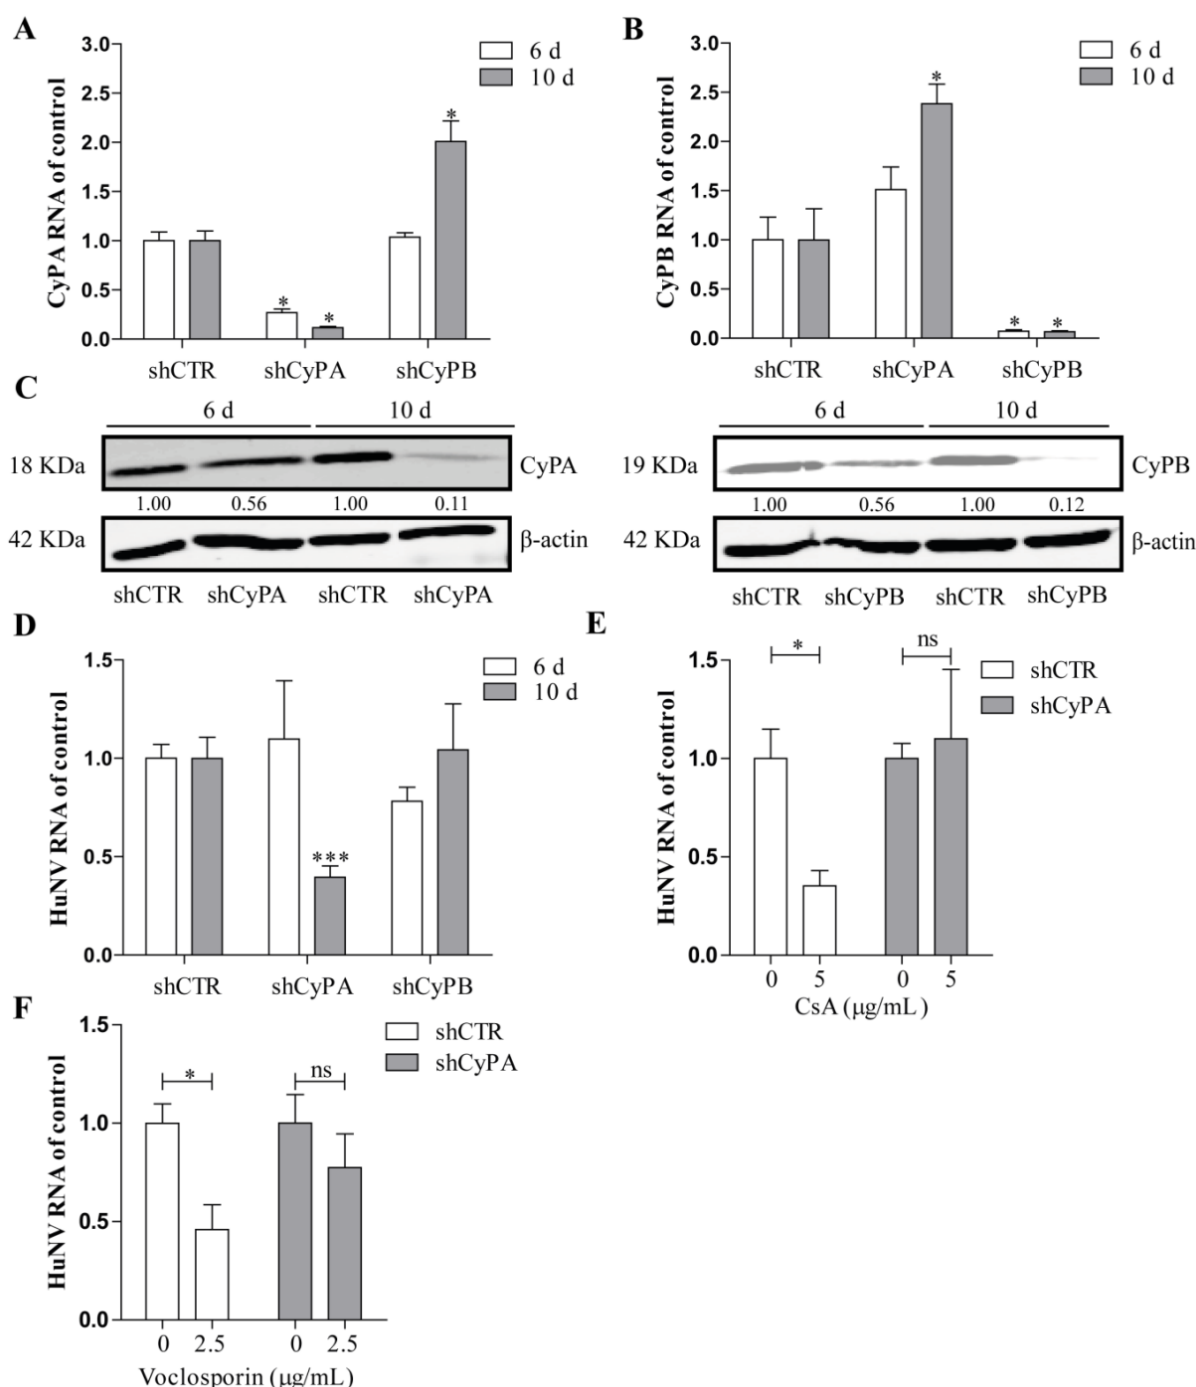 A
CyPA RNA of control
3.0
2.5
2.0
1.5
1.0
0.5
0.0
6 d
10 d
* * *
shCTR shCyPA shCyPB
B
CyPB RNA of control
3.0
2.5
2.0
1.5
1.0
0.5
0.0
6 d
10 d
* * *
shCTR shCyPA shCyPB
C
6 d 10 d
18 KDa CyPA
1.00 0.56 1.00 0.11
42 KDa β-actin
shCTR shCyPA shCTR shCyPA
6 d 10 d
19 KDa CyPB
1.00 0.56 1.00 0.12
42 KDa β-actin
shCTR shCyPB shCTR shCyPB
D
HuNV RNA of control
1.5
1.0
0.5
0.0
6 d
10 d
***
shCTR shCyPA shCyPB
E
HuNV RNA of control
1.5
1.0
0.5
0.0
* ns
shCTR
shCyPA
0 5 0 5
CsA (μg/mL)
F
HuNV RNA of control
1.5
1.0
0.5
0.0
* ns
shCTR
shCyPA
0 2.5 0 2.5
Voclosporin (μg/mL)